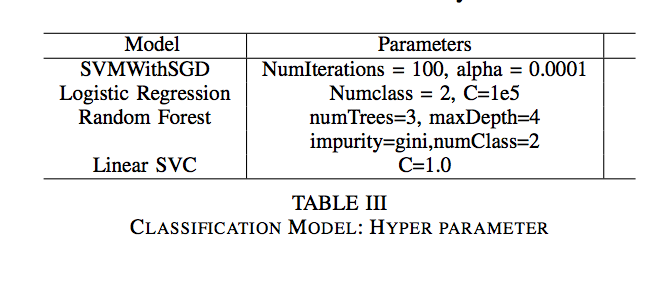 Model Parameters
SVMWithSGD NumIterations = 100, alpha = 0.0001
Logistic Regression Numclass = 2, C=1e5
Random Forest numTrees=3, maxDepth=4
impurity=gini,numClass=2
Linear SVC C=1.0
TABLE III
CLASSIFICATION MODEL: HYPER PARAMETER